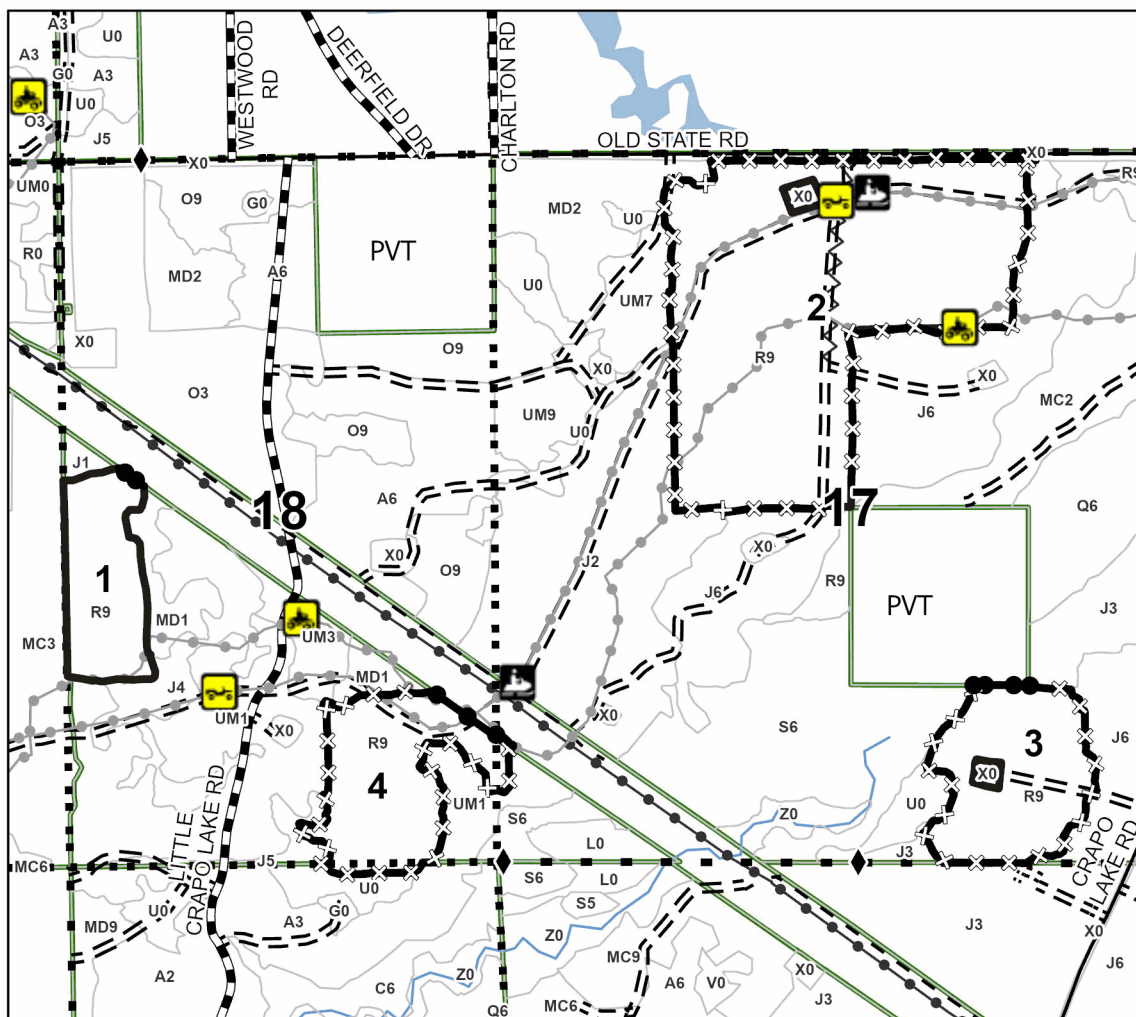 A3
U0
A3
G0
A3
U0
O3
J5
WESTWOOD
RD
DEERFIELD DR
CHARLTON RD
OLD STATE RD
X0
X0
UM0
R0
X0
O9
G0
MD2
A6
PVT
MD2
U0
U0
UM7
X0
R9
2
R9
X0
J6
MC2
O9
O3
O9
X0
UM9
U0
A6
J1
18
X0
O9
J2
17
X0
J6
R9
PVT
Q6
J3
1
R9
MC3
MD1
UM3
J4
UM1
X0
MD1
R9
4
UM1
X0
S6
S6
3
X0
R9
U0
J6
Z0
L0
J3
CRAPO
LAKE RD
LITTLE
CRAPO LAKE RD
MC6
J5
U0
S6
L0
S5
U0
MD9
A3
G0
Z0
A2
C6
Z0
Q6
MC9
MC6
A6
V0
X0
J3
J3
X0
J6